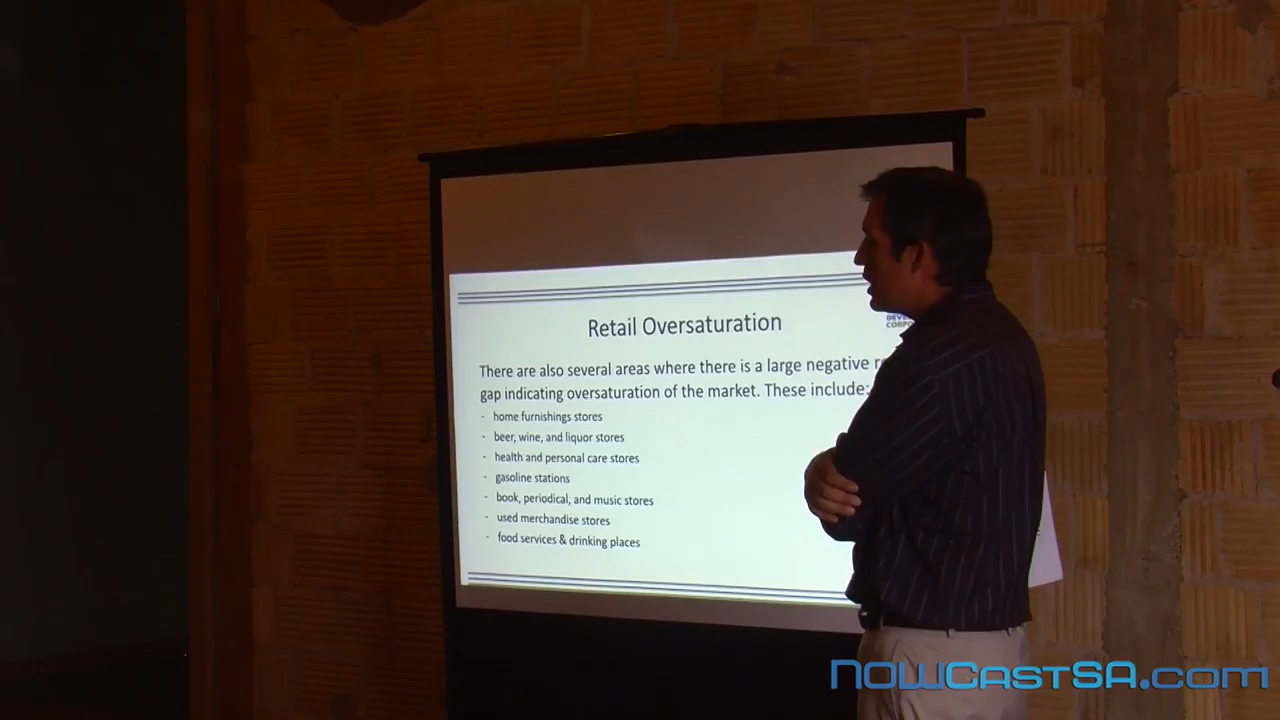 Retail Oversaturation
There are also several areas where there is a large negative
gap indicating oversaturation of the market. These include:
- home furnishings stores
- beer, wine, and liquor stores
- health and personal care stores
- gasoline stations
- book, periodical, and music stores
- used merchandise stores
- food services & drinking places
NOWCastSA.com